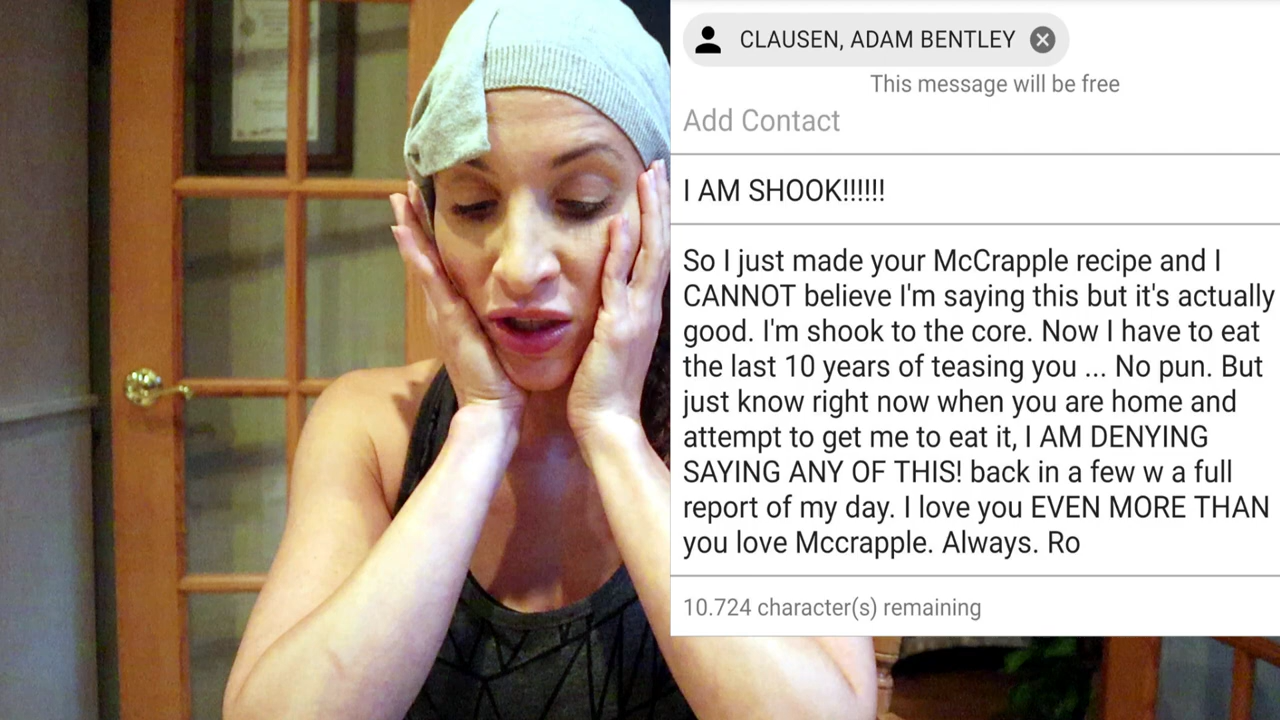 CLAUSEN, ADAM BENTLEY
This message will be free
Add Contact
I AM SHOOK!!!!!!
So I just made your McCrapple recipe and I
CANNOT believe I'm saying this but it's actually
good. I'm shook to the core. Now I have to eat
the last 10 years of teasing you ... No pun. But
just know right now when you are home and
attempt to get me to eat it, I AM DENYING
SAYING ANY OF THIS! back in a few w a full
report of my day. I love you EVEN MORE THAN
you love Mccrapple. Always. Ro
10.724 character(s) remaining